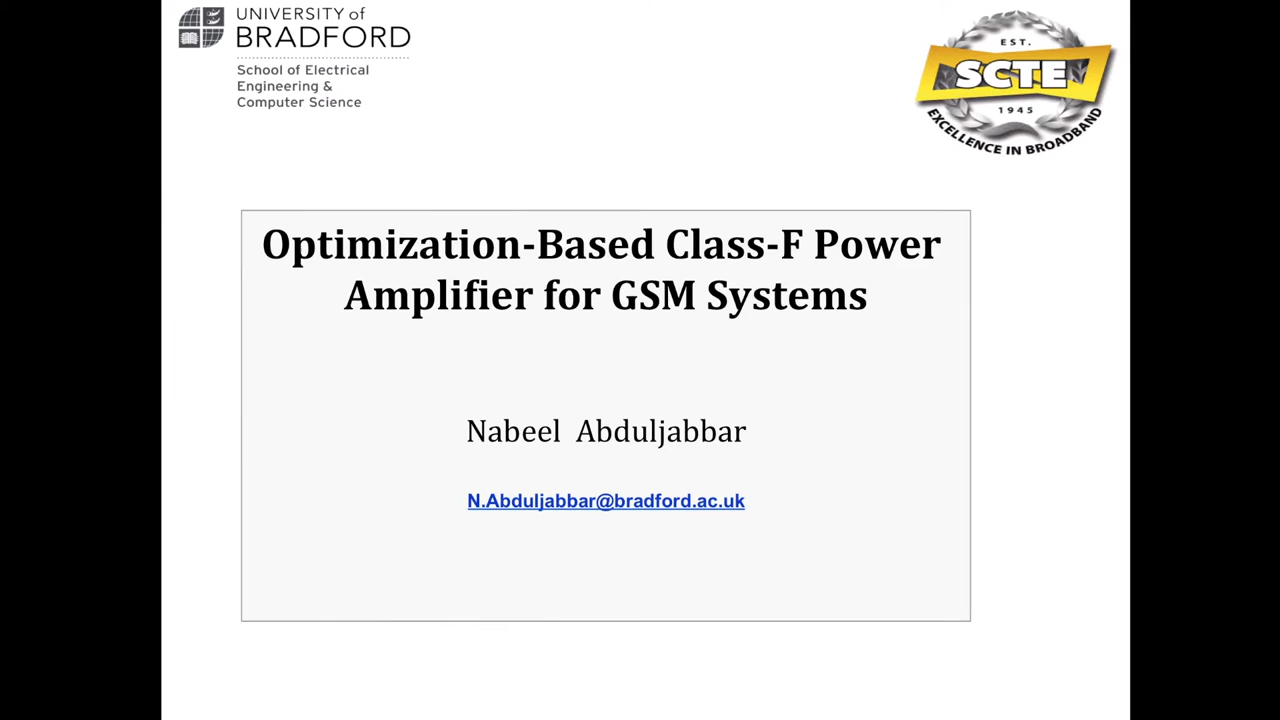 UNIVERSITY of
BRADFORD
School of Electrical
Engineering &
Computer Science
EST.
SCTE
1945
EXCELLENCE IN BROADBAND
Optimization-Based Class-F Power
Amplifier for GSM Systems
Nabeel Abduljabbar
N.Abduljabbar@bradford.ac.uk